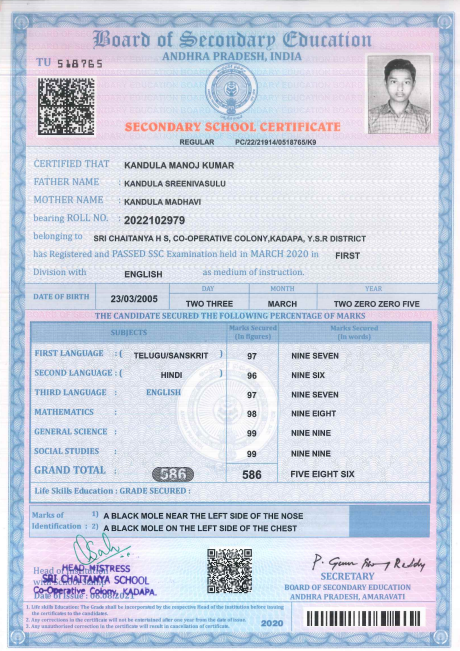 Board of Secondary Education
ANDHRA PRADESH, INDIA
TU 518765
SECONDARY SCHOOL CERTIFICATE
REGULAR PC/22/21914/0518765/K9
CERTIFIED THAT KANDULA MANOJ KUMAR
FATHER NAME : KANDULA SREENIVASULU
MOTHER NAME : KANDULA MADHAVI
bearing ROLL NO. : 2022102979
belonging to SRI CHAITANYA H S, CO-OPERATIVE COLONY,KADAPA, Y.S.R DISTRICT
has Registered and PASSED SSC Examination held in MARCH 2020 in FIRST
Division with ENGLISH as medium of instruction.
DATE OF BIRTH 23/03/2005 DAY MONTH YEAR
TWO THREE MARCH TWO ZERO ZERO FIVE
THE CANDIDATE SECURED THE FOLLOWING PERCENTAGE OF MARKS
SUBJECTS Marks Secured (In figures) Marks Secured (In words)
FIRST LANGUAGE : ( TELUGU/SANSKRIT ) 97 NINE SEVEN
SECOND LANGUAGE : ( HINDI ) 96 NINE SIX
THIRD LANGUAGE : ENGLISH 97 NINE SEVEN
MATHEMATICS : 98 NINE EIGHT
GENERAL SCIENCE : 99 NINE NINE
SOCIAL STUDIES : 99 NINE NINE
GRAND TOTAL : 586 586 FIVE EIGHT SIX
Life Skills Education : GRADE SECURED :
Marks of Identification : 1) A BLACK MOLE NEAR THE LEFT SIDE OF THE NOSE
2) A BLACK MOLE ON THE LEFT SIDE OF THE CHEST
Head of Institution
HEAD MISTRESS
SRI CHAITANYA SCHOOL
Co-Operative Colony, KADAPA.
Date of Issue :
SECRETARY
BOARD OF SECONDARY EDUCATION
ANDHRA PRADESH, AMARAVATI
1. Life skills Education: The Grade shall be incorporated by the respective Head of the Institution before issuing
the certificates to the candidates.
2. Any corrections in the certificate will not be entertained after one year from the date of issue.
3. Any unauthorised correction in the certificate will result in cancellation of certificate.
2020